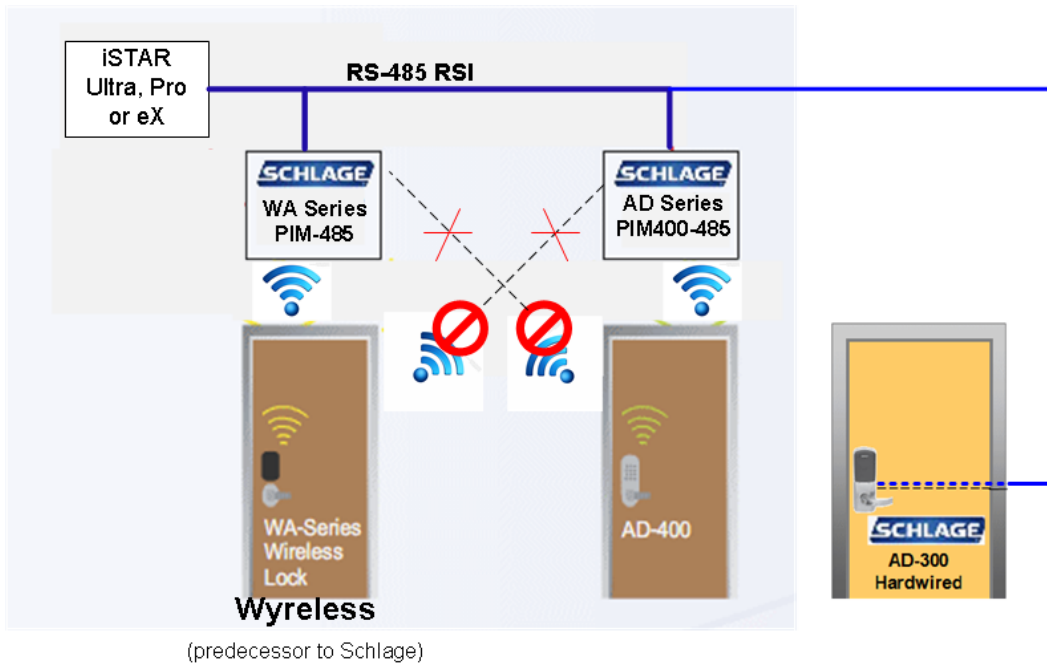 iSTAR
Ultra, Pro
or eX
RS-485 RSI
SCHLAGE
WA Series
PIM-485
SCHLAGE
AD Series
PIM400-485
WA-Series
Wireless
Lock
AD-400
SCHLAGE
AD-300
Hardwired
Wyreless
(predecessor to Schlage)